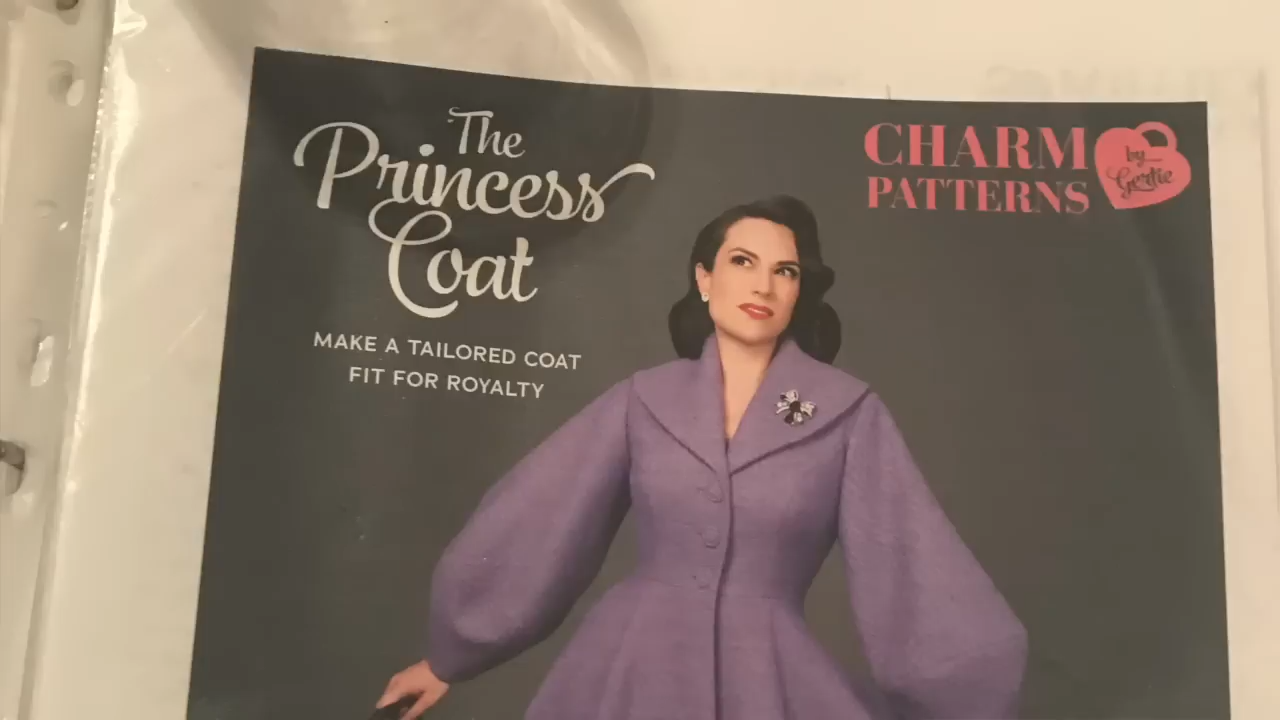 The
Princess
Coat
MAKE A TAILORED COAT
FIT FOR ROYALTY
CHARM
PATTERNS
by
Gertie